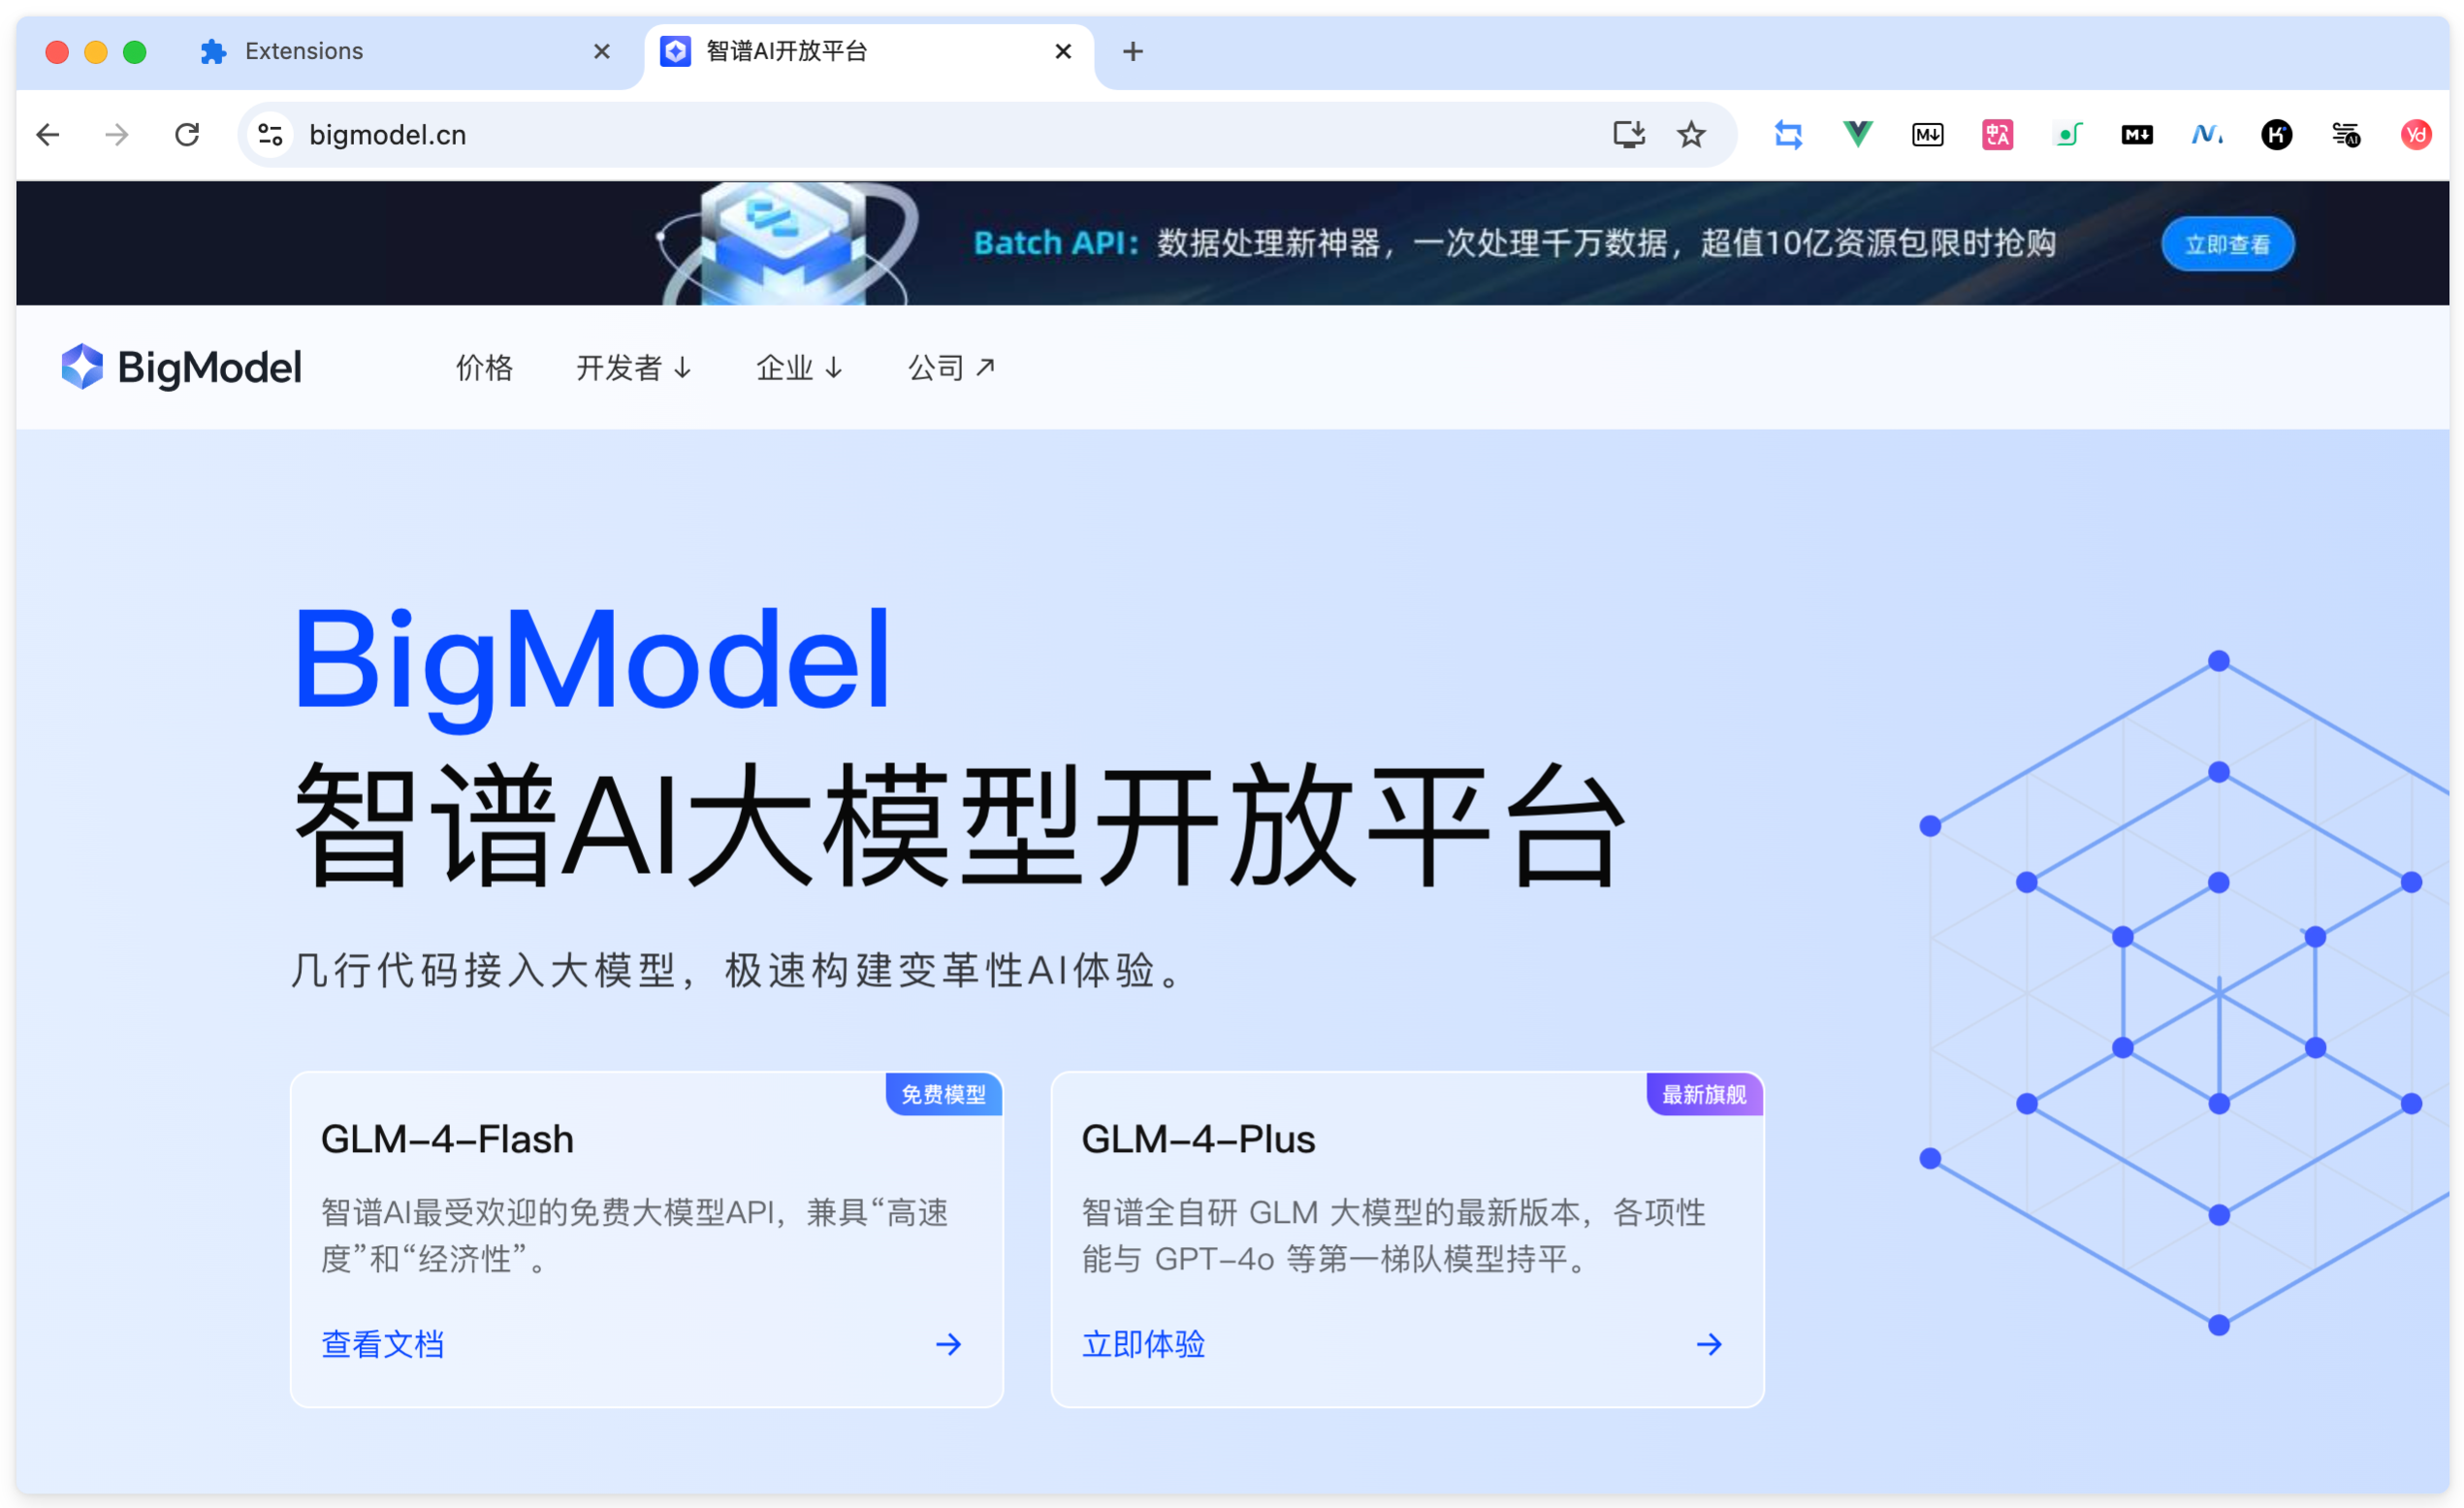 Extensions
智谱AI开放平台
bigmodel.cn
Batch API：数据处理新神器，一次处理千万数据，超值10亿资源包限时抢购
立即查看
BigModel
价格
开发者 ↓
企业 ↓
公司 ↗
BigModel
智谱AI大模型开放平台
几行代码接入大模型，极速构建变革性AI体验。
免费模型
GLM-4-Flash
智谱AI最受欢迎的免费大模型API，兼具“高速
度”和“经济性”。
查看文档
最新旗舰
GLM-4-Plus
智谱全自研 GLM 大模型的最新版本，各项性
能与 GPT-4o 等第一梯队模型持平。
立即体验